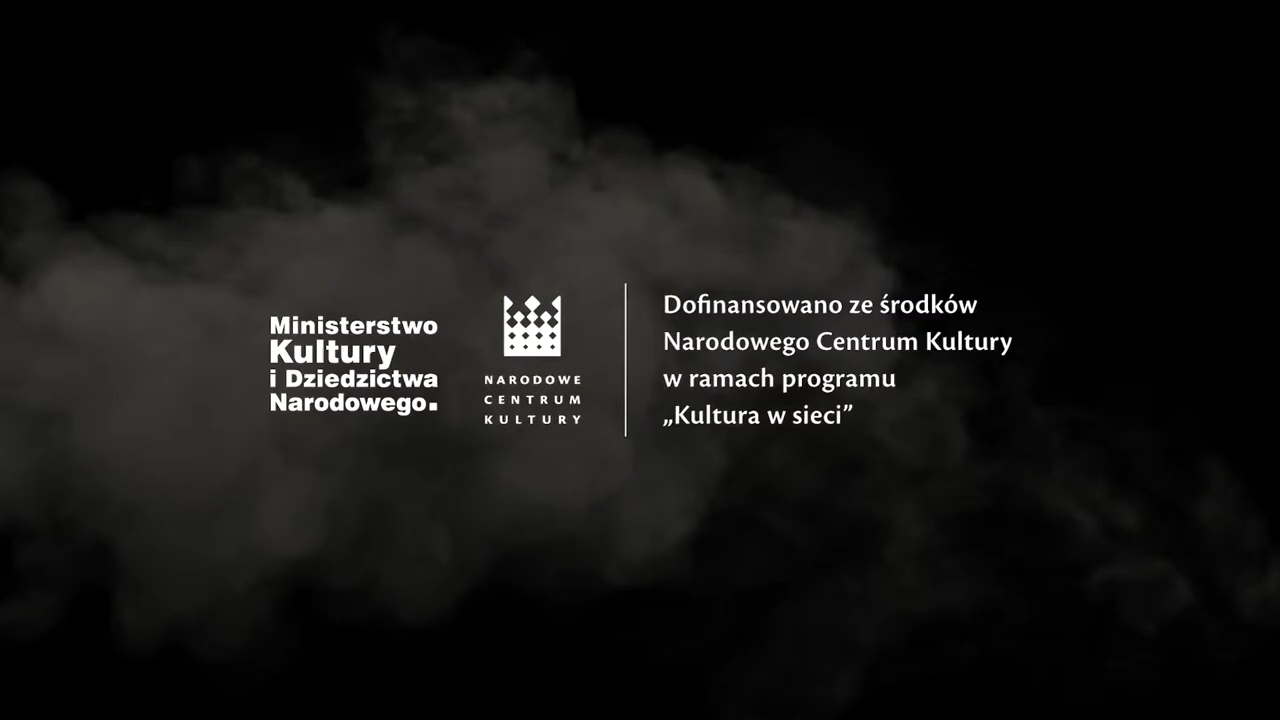 Ministerstwo
Kultury
i Dziedzictwa
Narodowego.
NARODOWE
CENTRUM
KULTURY
Dofinansowano ze środków
Narodowego Centrum Kultury
w ramach programu
„Kultura w sieci”